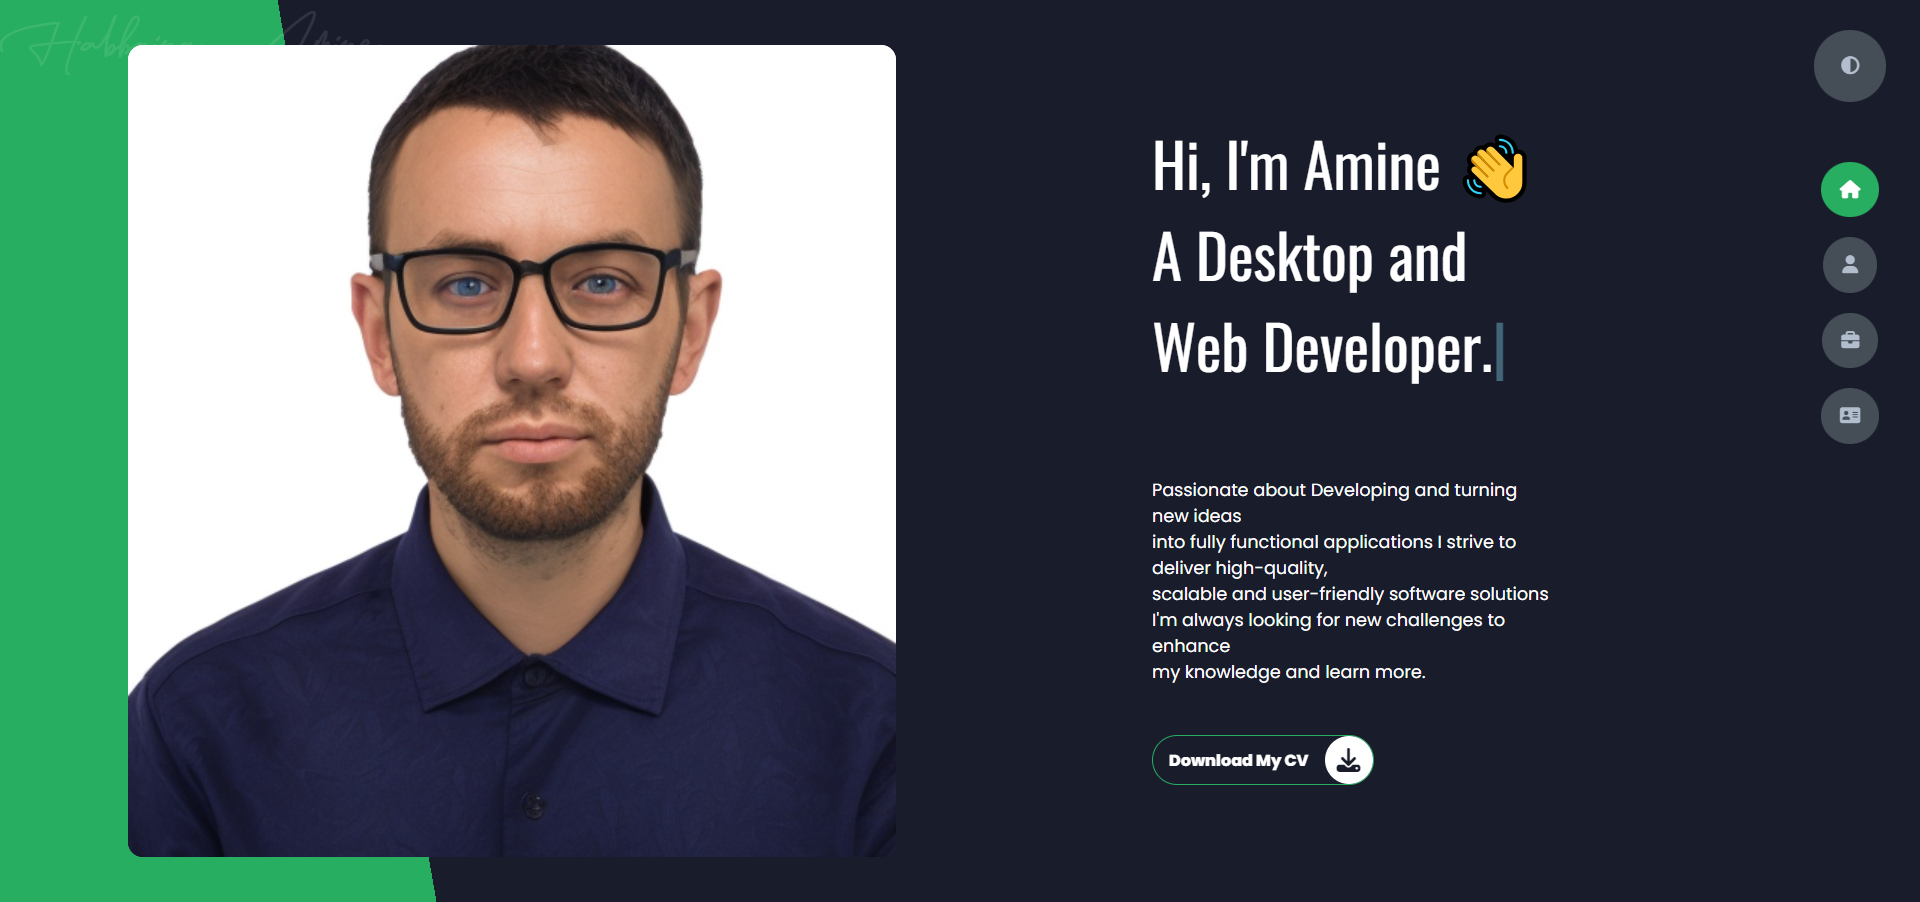 Hi, I'm Amine 👋
A Desktop and
Web Developer.
Passionate about Developing and turning
new ideas
into fully functional applications I strive to
deliver high-quality,
scalable and user-friendly software solutions
I'm always looking for new challenges to
enhance
my knowledge and learn more.
Download My CV